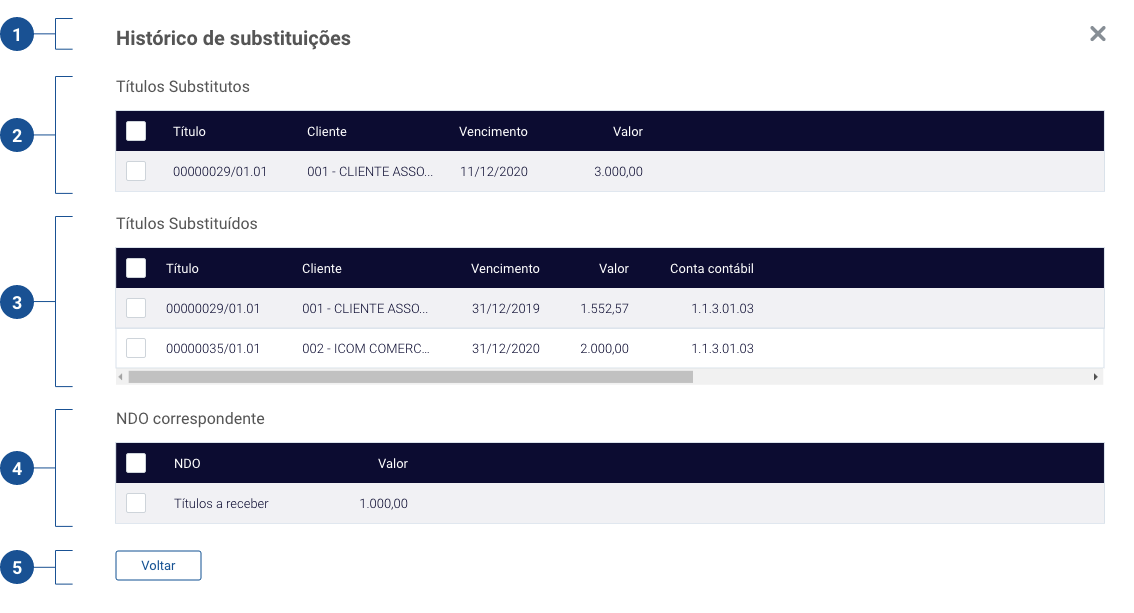 1
Histórico de substituições
2
Títulos Substitutos
Título Cliente Vencimento Valor
00000029/01.01 001 - CLIENTE ASSO... 11/12/2020 3.000,00
3
Títulos Substituídos
Título Cliente Vencimento Valor Conta contábil
00000029/01.01 001 - CLIENTE ASSO... 31/12/2019 1.552,57 1.1.3.01.03
00000035/01.01 002 - ICOM COMERC... 31/12/2020 2.000,00 1.1.3.01.03
4
NDO correspondente
NDO Valor
Títulos a receber 1.000,00
5
Voltar